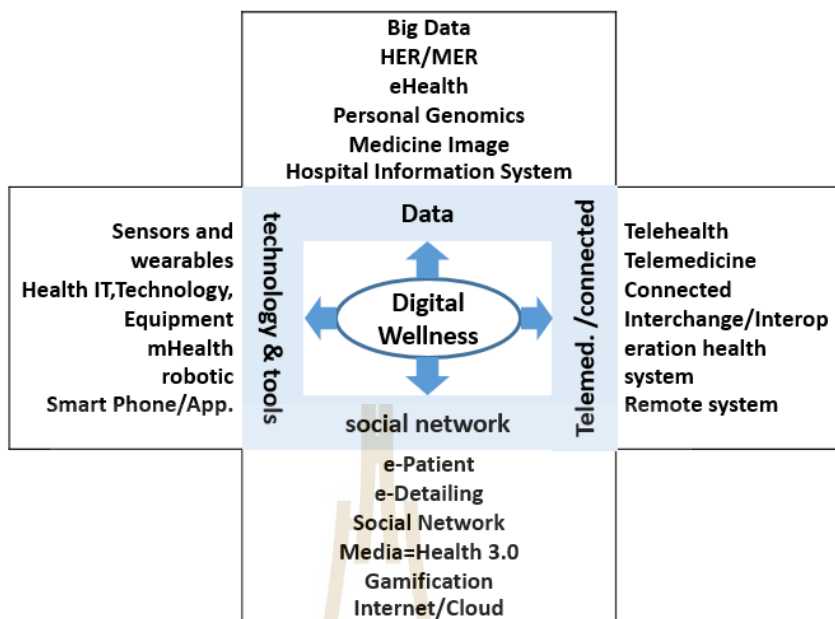 Big Data
HER/MER
eHealth
Personal Genomics
Medicine Image
Hospital Information System
Data
technology & tools
Sensors and
wearables
Health IT,Technology,
Equipment
mHealth
robotic
Smart Phone/App.
Digital
Wellness
Telemed. /connected
Telehealth
Telemedicine
Connected
Interchange/Interop
eration health
system
Remote system
social network
e-Patient
e-Detailing
Social Network
Media=Health 3.0
Gamification
Internet/Cloud